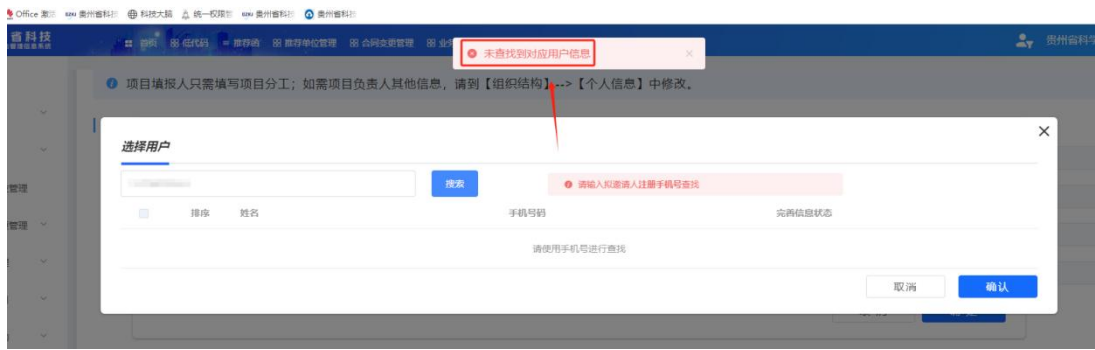 Office 激 贵州省科 科技大脑 统一权限 贵州省科 贵州省科
省科技
首页 低代码 推荐函 推荐单位管理 合同变更管理 业 未查找到对应用户信息 贵州省科学
项目填报人只需填写项目分工；如需项目负责人其他信息，请到【组织结构】-->【个人信息】中修改。
选择用户
搜索 请输入拟邀请人注册手机号查找
管理
排序 姓名 手机号码 完善信息状态
管理
请使用手机号进行查找
取消 确认